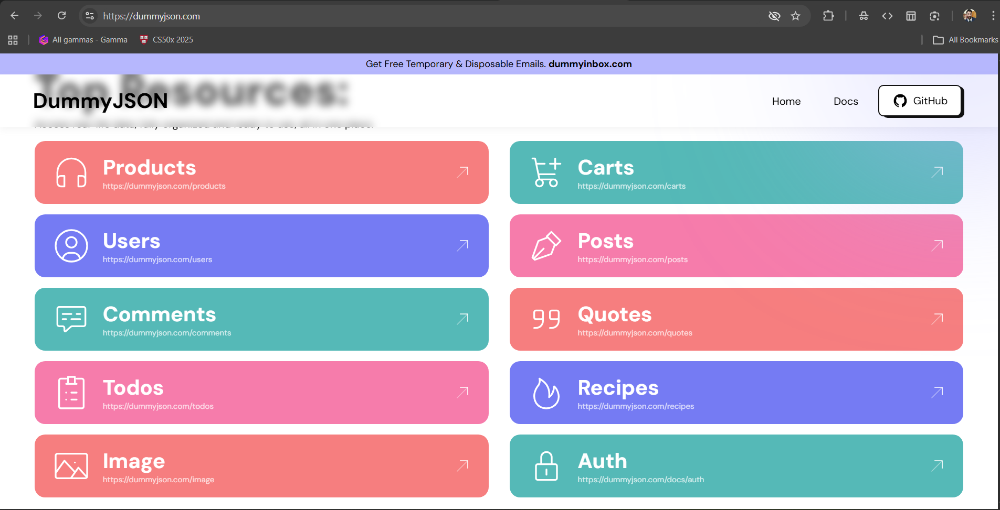 https://dummyjson.com
All gammas - Gamma
CS50x 2025
All Bookmarks
Get Free Temporary & Disposable Emails. dummyinbox.com
Top Resources:
DummyJSON
Home
Docs
GitHub
Products
https://dummyjson.com/products
Carts
https://dummyjson.com/carts
Users
https://dummyjson.com/users
Posts
https://dummyjson.com/posts
Comments
https://dummyjson.com/comments
Quotes
https://dummyjson.com/quotes
Todos
https://dummyjson.com/todos
Recipes
https://dummyjson.com/recipes
Image
https://dummyjson.com/image
Auth
https://dummyjson.com/docs/auth